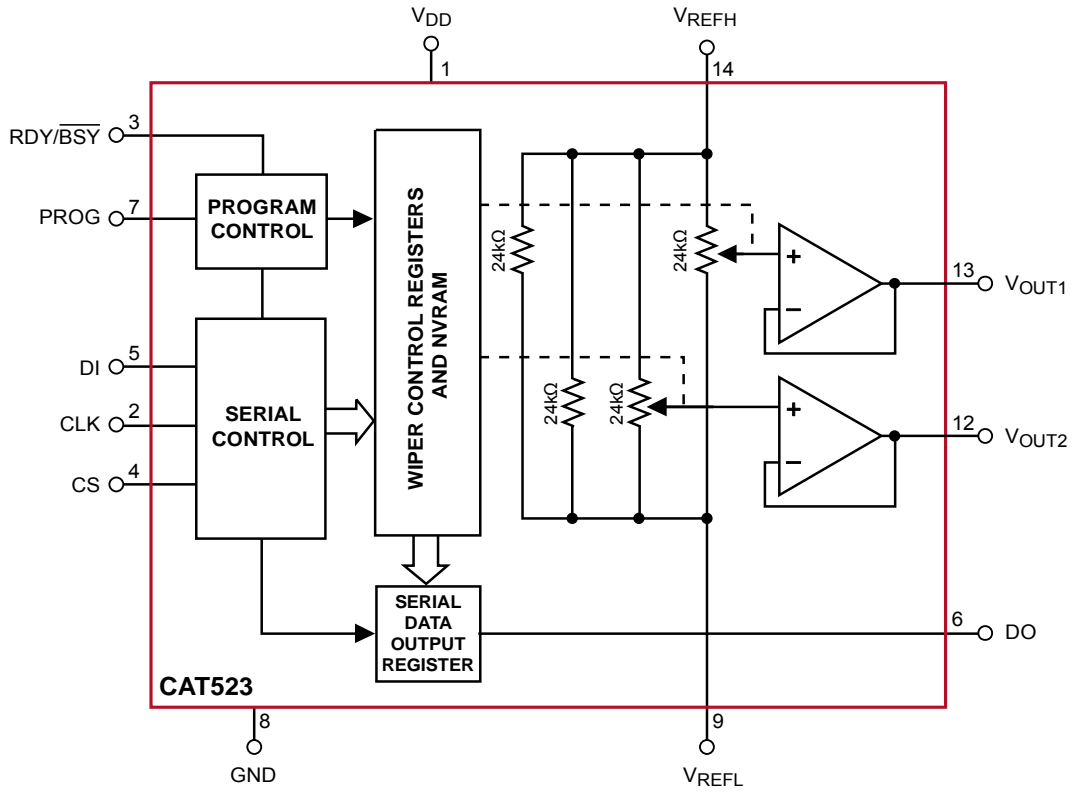 VDD
VREFH
1
14
3
RDY/BSY
7
PROG
PROGRAM
CONTROL
WIPER CONTROL REGISTERS
AND NVRAM
24kΩ
24kΩ
+
−
13
VOUT1
5
DI
2
CLK
4
CS
SERIAL
CONTROL
24kΩ
24kΩ
+
−
12
VOUT2
SERIAL
DATA
OUTPUT
REGISTER
6
DO
CAT523
8
GND
9
VREFL